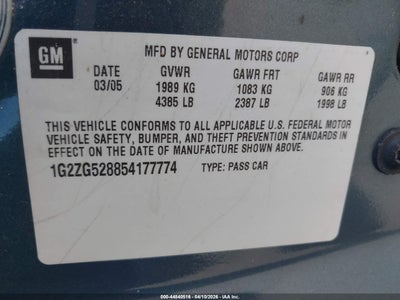 GM
MFD BY GENERAL MOTORS CORP
DATE GVWR GAWR FRT GAWR RR
03/05 1989 KG 1083 KG 906 KG
4385 LB 2387 LB 1998 LB
THIS VEHICLE CONFORMS TO ALL APPLICABLE U.S. FEDERAL MOTOR
VEHICLE SAFETY, BUMPER, AND THEFT PREVENTION STANDARDS IN
EFFECT ON THE DATE OF MANUFACTURE SHOWN ABOVE.
1G2ZG528854177774 TYPE: PASS CAR
000-44840516 - 04/10/2026 - www.iaai.com